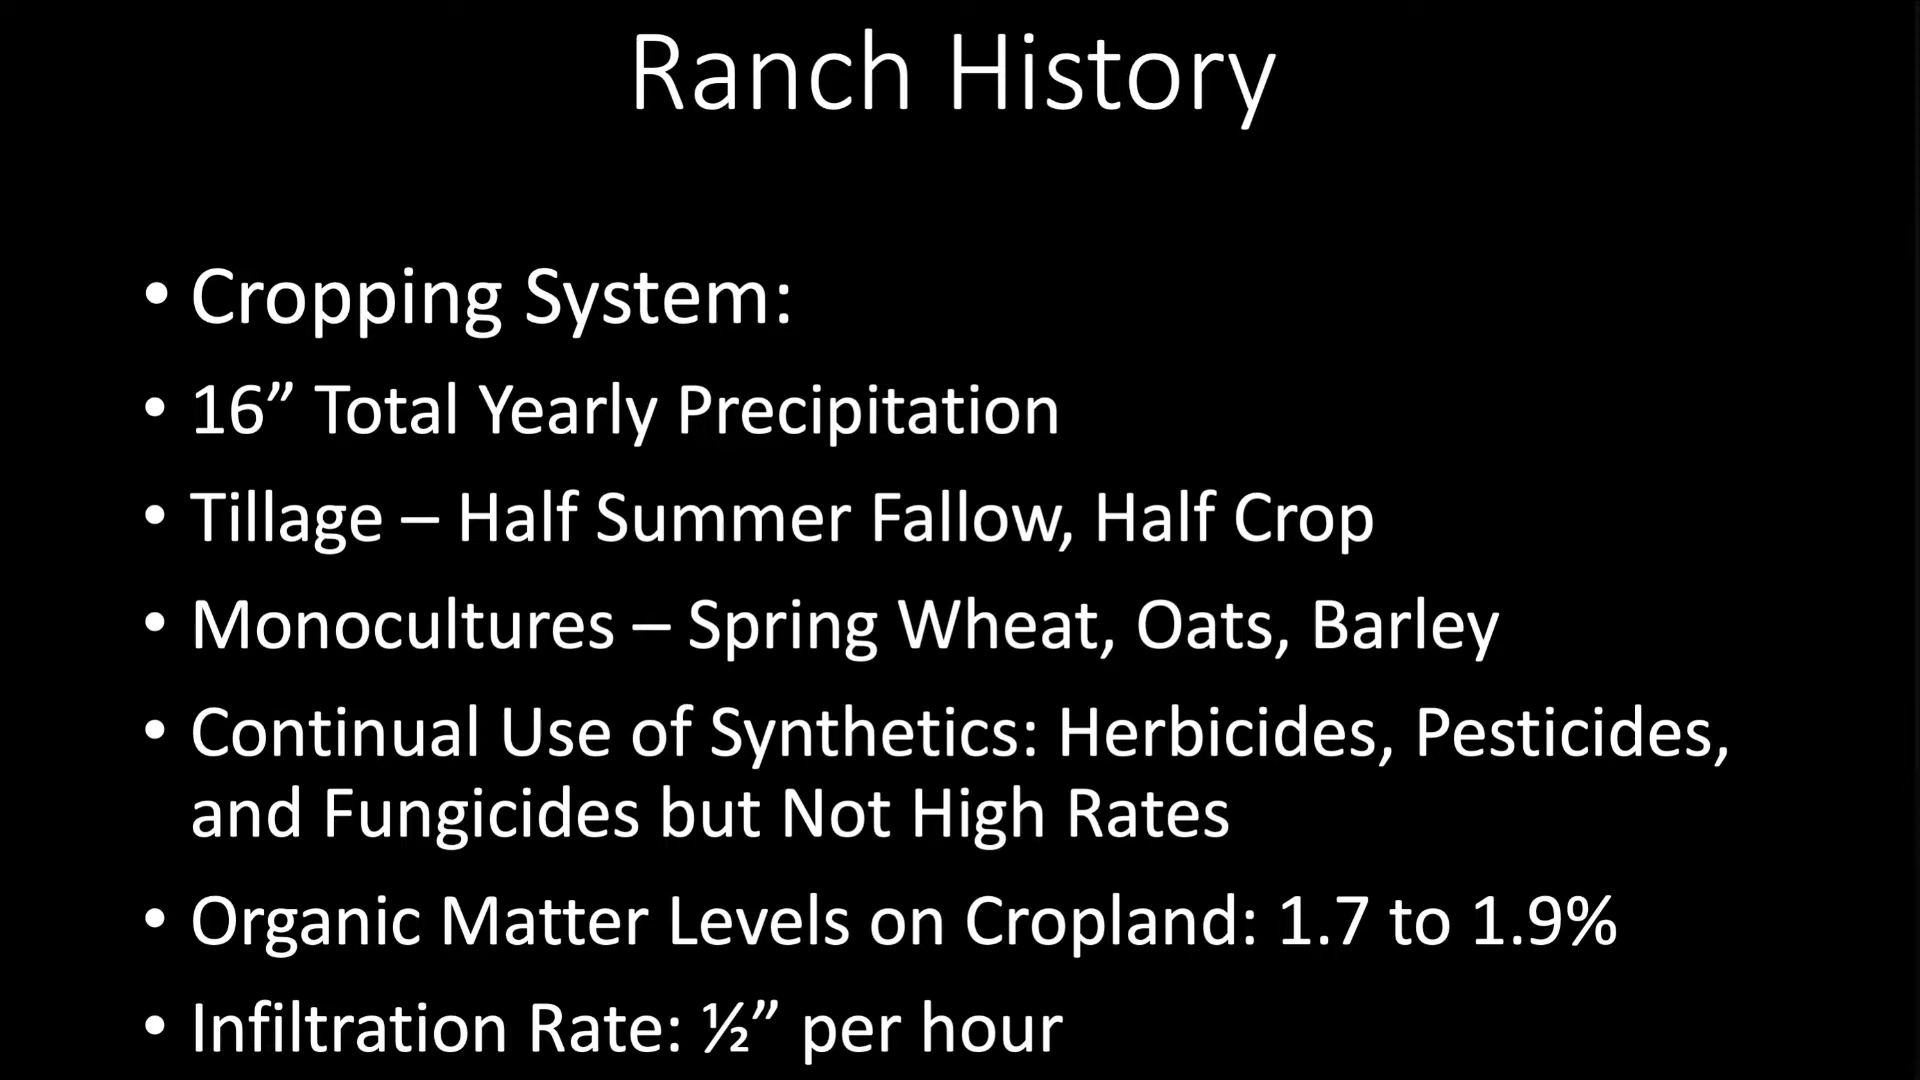 Ranch History
• Cropping System:
• 16” Total Yearly Precipitation
• Tillage – Half Summer Fallow, Half Crop
• Monocultures – Spring Wheat, Oats, Barley
• Continual Use of Synthetics: Herbicides, Pesticides,
and Fungicides but Not High Rates
• Organic Matter Levels on Cropland: 1.7 to 1.9%
• Infiltration Rate: ½” per hour